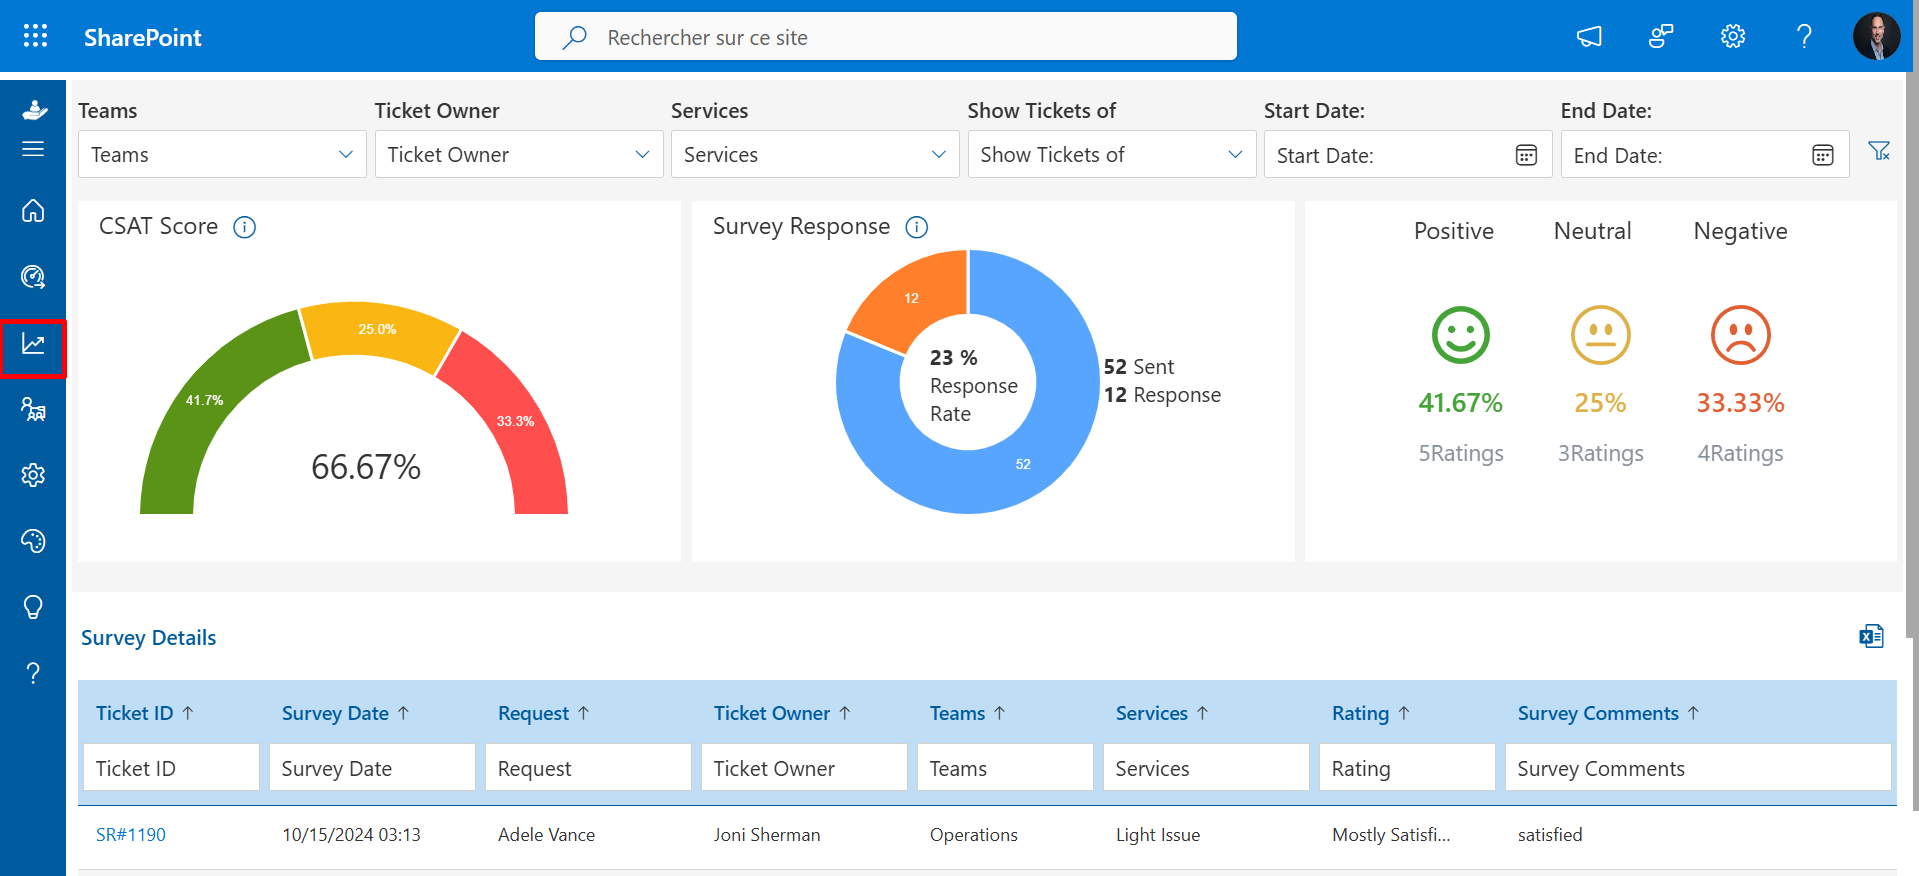 SharePoint
Rechercher sur ce site
Teams Ticket Owner Services Show Tickets of Start Date: End Date:
Teams Ticket Owner Services Show Tickets of Start Date: End Date:
CSAT Score
41.7%
25.0%
33.3%
66.67%
Survey Response
12
52
23 %
Response
Rate
52 Sent
12 Response
Positive Neutral Negative
41.67% 25% 33.33%
5Ratings 3Ratings 4Ratings
Survey Details
Ticket ID ↑ Survey Date ↑ Request ↑ Ticket Owner ↑ Teams ↑ Services ↑ Rating ↑ Survey Comments ↑
Ticket ID Survey Date Request Ticket Owner Teams Services Rating Survey Comments
SR#1190 10/15/2024 03:13 Adele Vance Joni Sherman Operations Light Issue Mostly Satisfi... satisfied